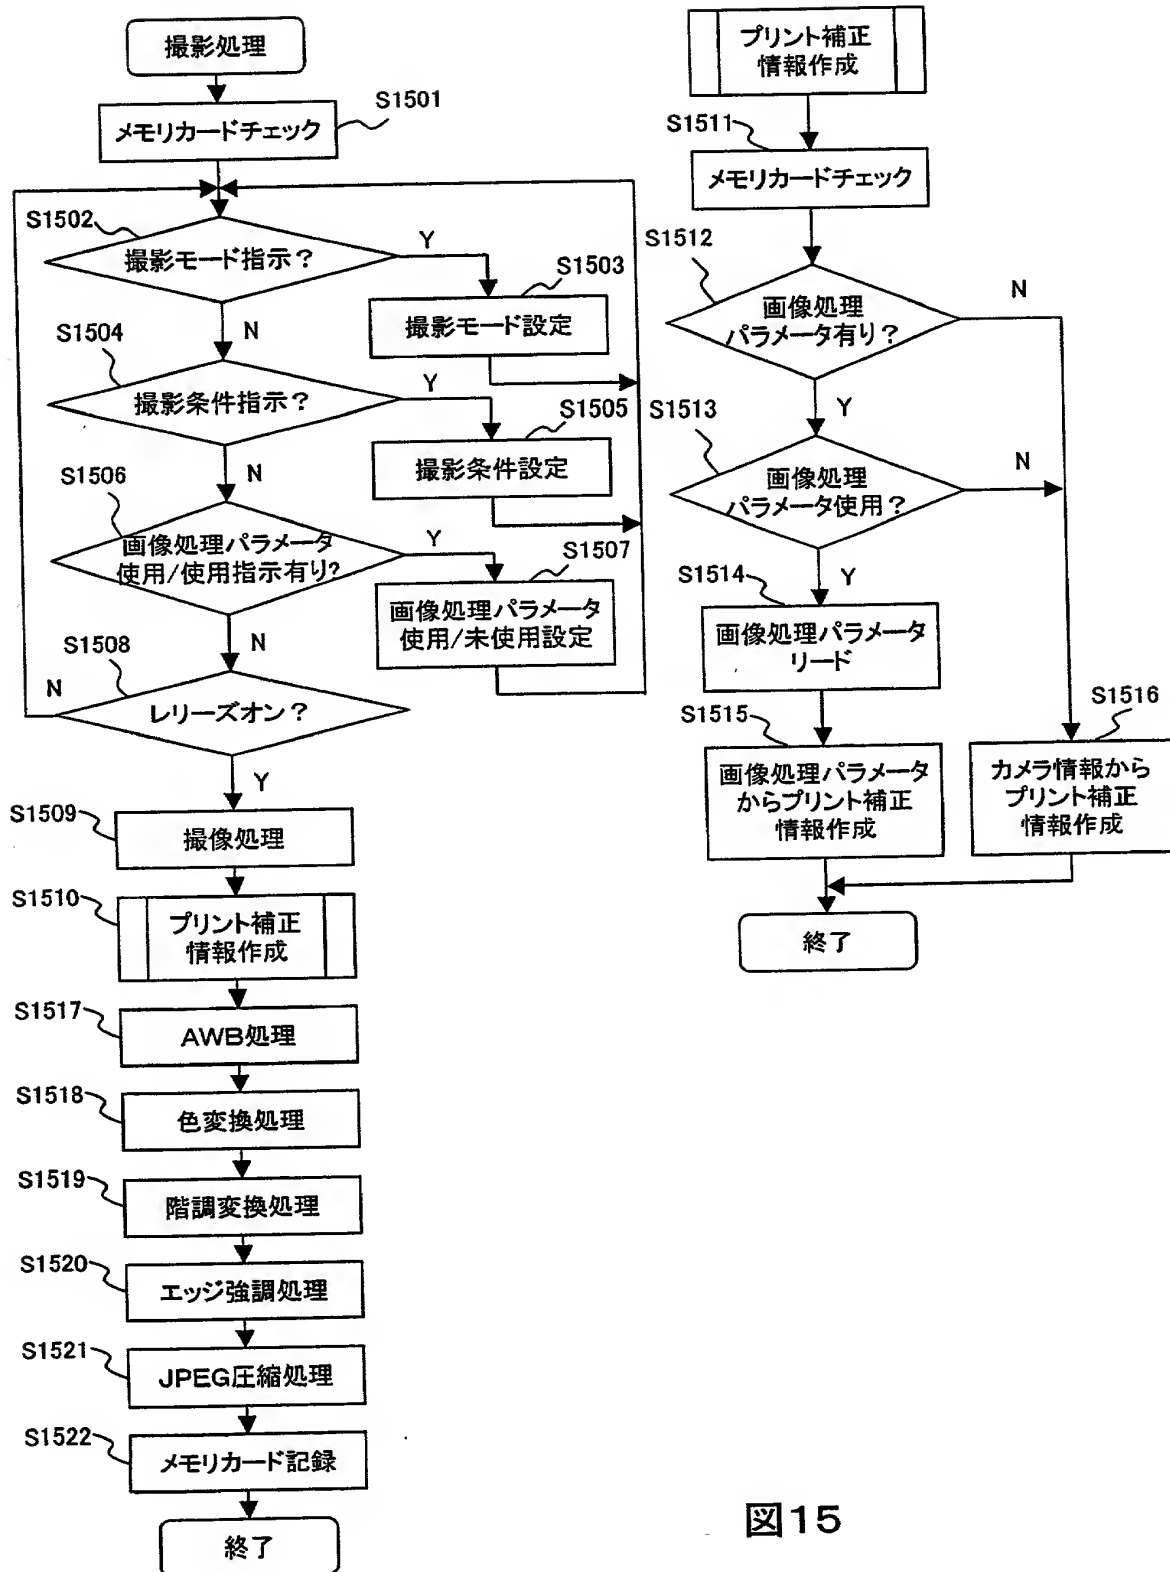 撮影処理
S1501
メモリカードチェック
S1502
撮影モード指示？
Y
S1503
撮影モード設定
N
S1504
撮影条件指示？
Y
S1505
撮影条件設定
N
S1506
画像処理パラメータ
使用/使用指示有り?
Y
S1507
画像処理パラメータ
使用/未使用設定
N
S1508
N
レリーズオン？
Y
S1509
撮像処理
S1510
プリント補正
情報作成
S1517
AWB処理
S1518
色変換処理
S1519
階調変換処理
S1520
エッジ強調処理
S1521
JPEG圧縮処理
S1522
メモリカード記録
終了
プリント補正
情報作成
S1511
メモリカードチェック
S1512
画像処理
パラメータ有り？
N
Y
S1513
画像処理
パラメータ使用？
N
Y
S1514
画像処理パラメータ
リード
S1515
画像処理パラメータ
からプリント補正
情報作成
S1516
カメラ情報から
プリント補正
情報作成
終了
図15